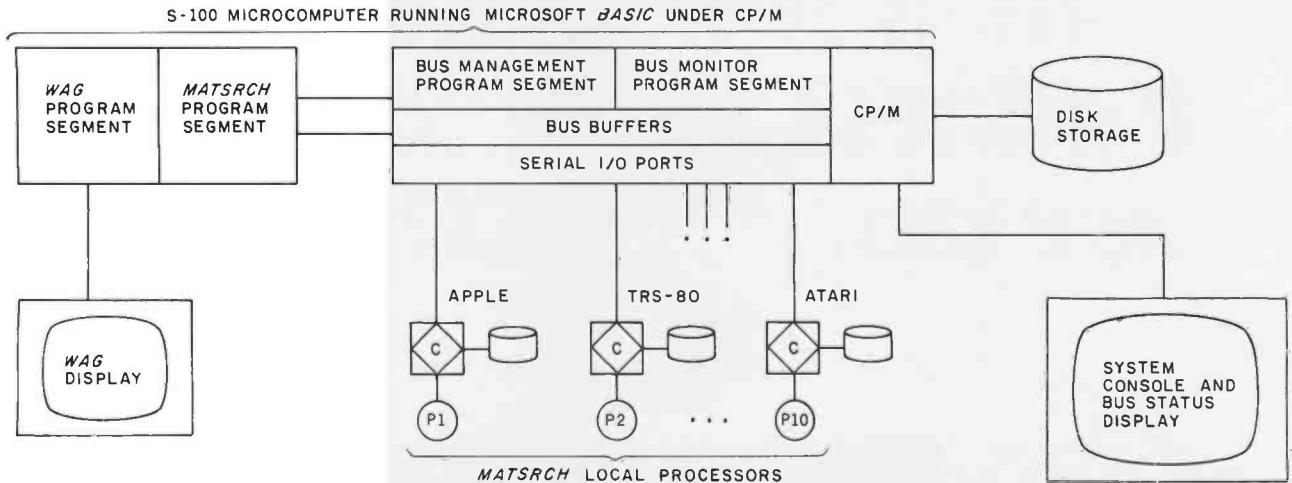 S-100 MICROCOMPUTER RUNNING MICROSOFT BASIC UNDER CP/M
WAG
PROGRAM
SEGMENT
MATSRCH
PROGRAM
SEGMENT
BUS MANAGEMENT
PROGRAM SEGMENT
BUS MONITOR
PROGRAM SEGMENT
BUS BUFFERS
SERIAL I/O PORTS
CP/M
DISK
STORAGE
WAG
DISPLAY
APPLE
C
P1
TRS-80
C
P2
...
ATARI
C
P10
MATSRCH LOCAL PROCESSORS
SYSTEM
CONSOLE AND
BUS STATUS
DISPLAY